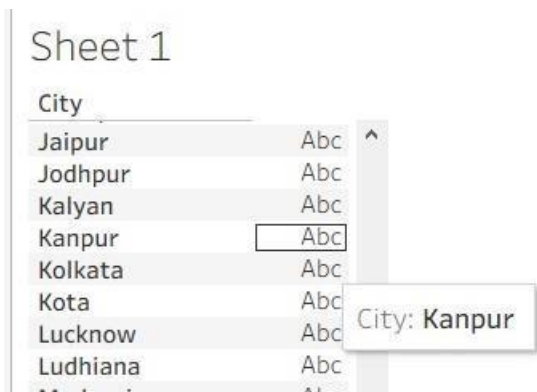 Sheet 1
City
Jaipur Abc
Jodhpur Abc
Kalyan Abc
Kanpur Abc
Kolkata Abc
Kota Abc
City: Kanpur
Lucknow Abc
Ludhiana Abc